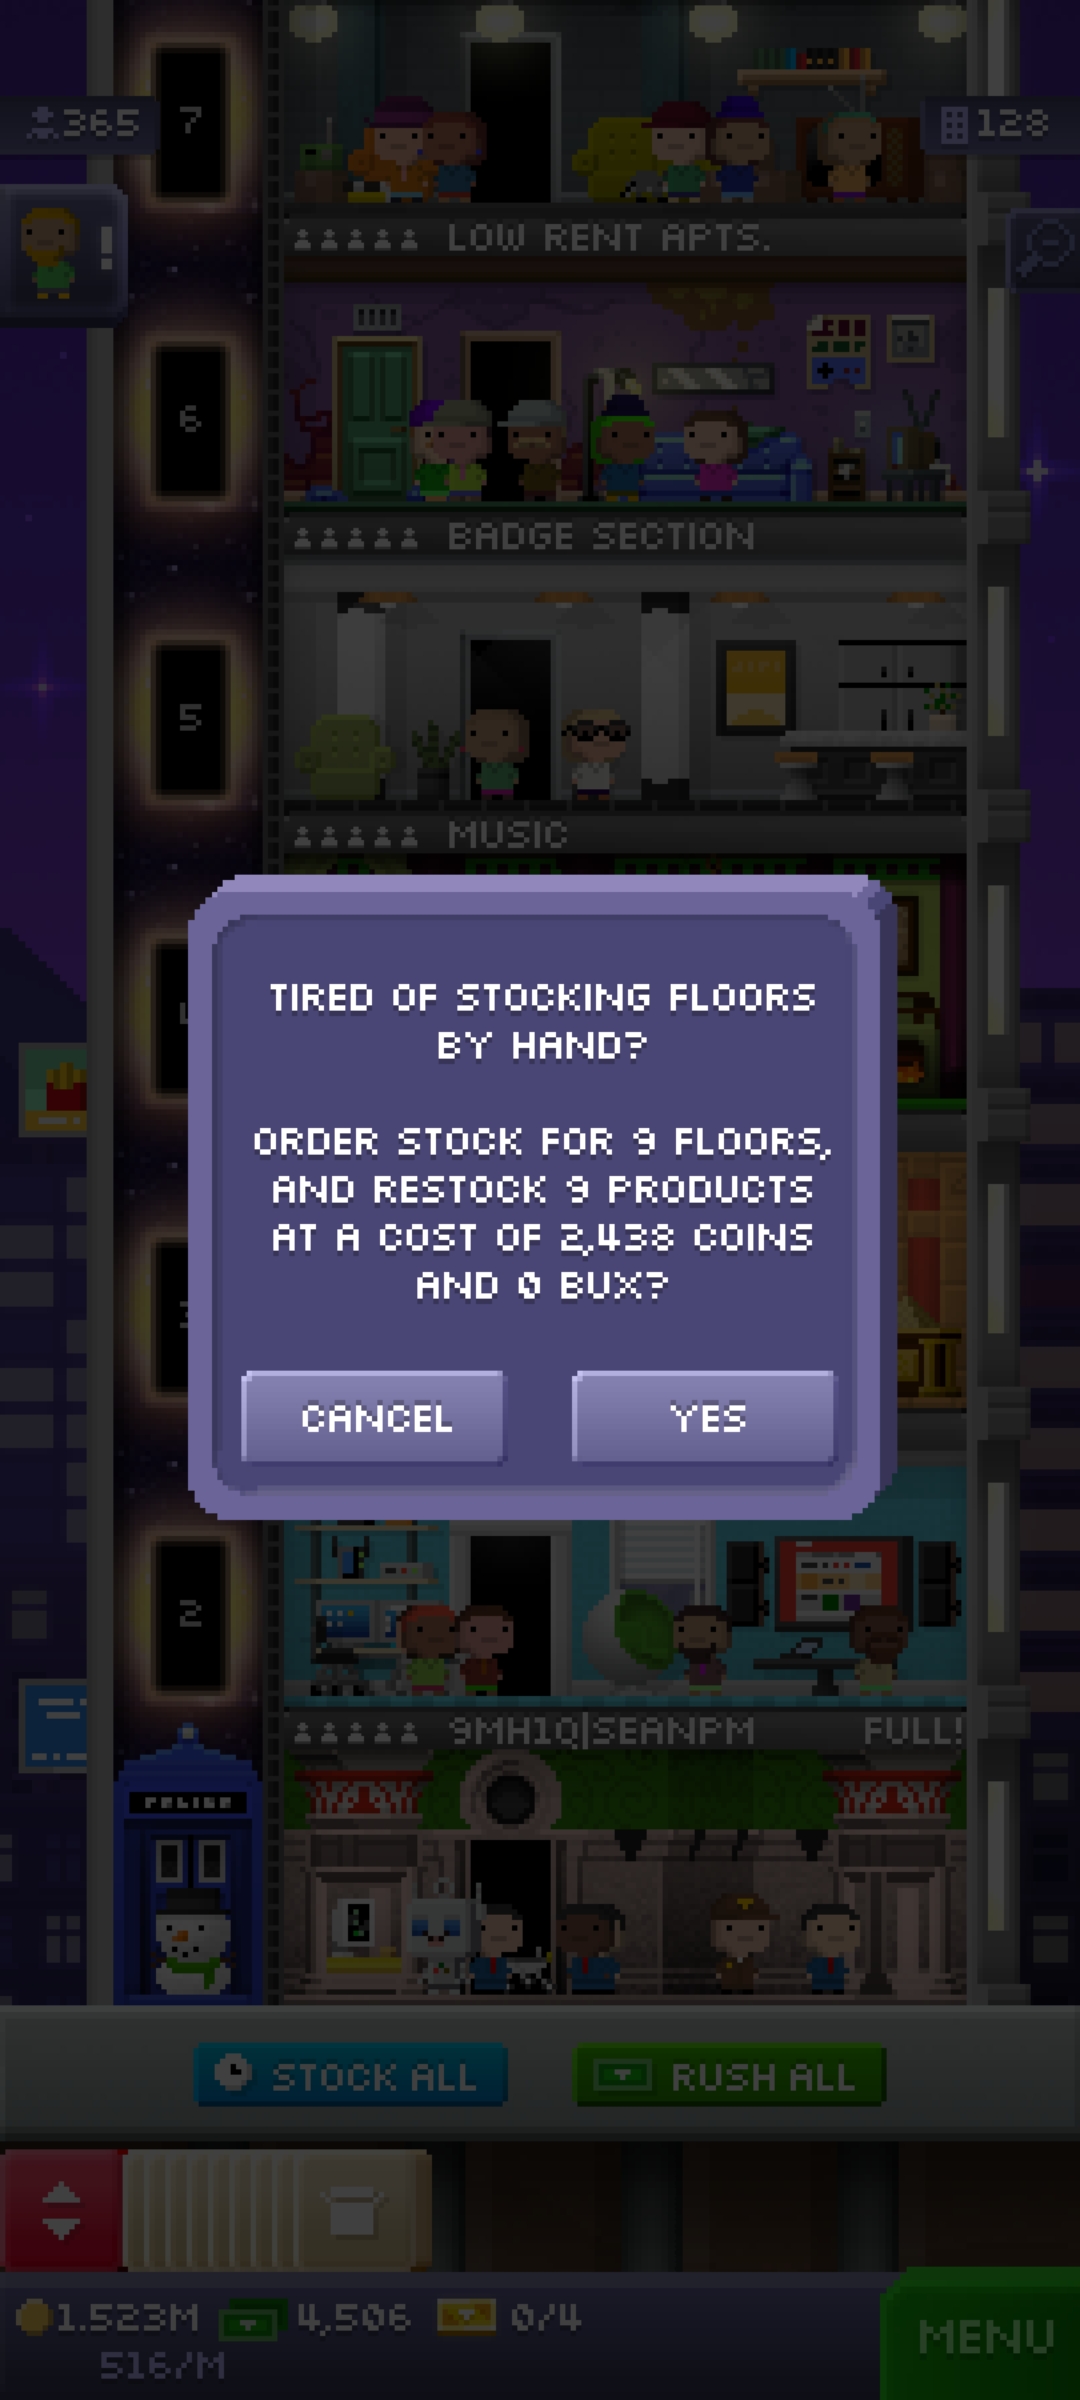 365
7
128
!
LOW RENT APTS.
6
BADGE SECTION
5
MUSIC
TIRED OF STOCKING FLOORS
BY HAND?
ORDER STOCK FOR 9 FLOORS,
AND RESTOCK 9 PRODUCTS
AT A COST OF 2,438 COINS
AND 0 BUX?
CANCEL
YES
2
9MH1Q|SEANPM
FULL!
STOCK ALL
RUSH ALL
1.523M
4,506
0/4
516/M
MENU